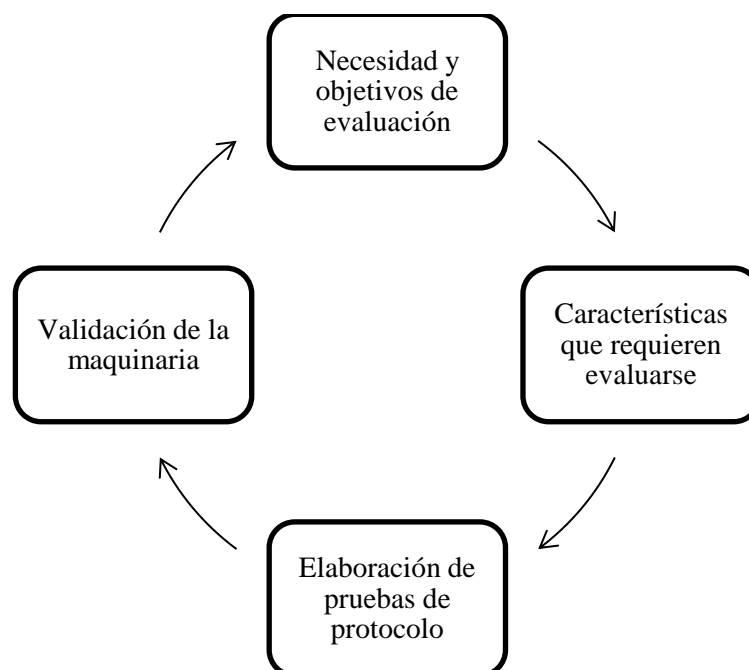 Necesidad y
objetivos de
evaluación
Características
que requieren
evaluarse
Elaboración de
pruebas de
protocolo
Validación de la
maquinaria